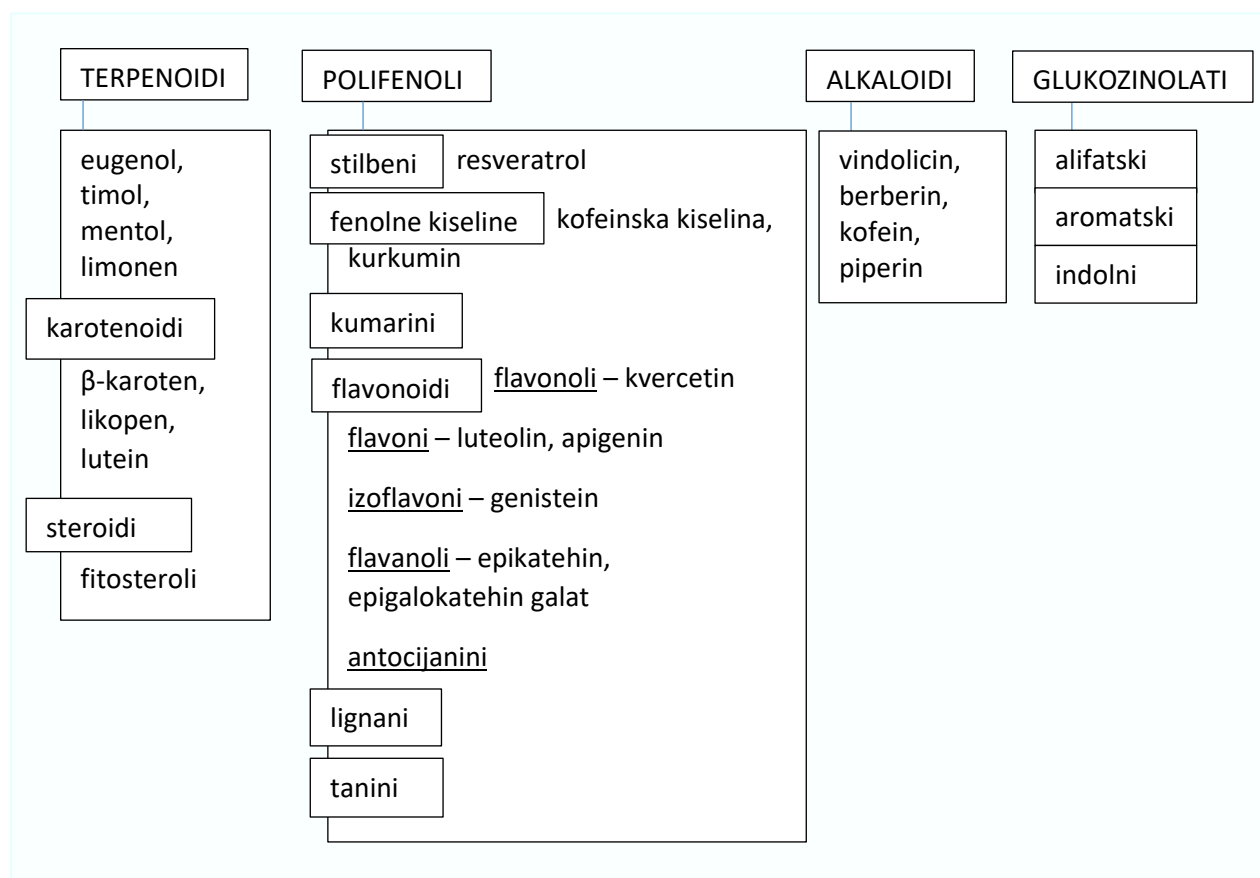 TERPENOIDI
eugenol,
timol,
mentol,
limonen
karotenoidi
β-karoten,
likopen,
lutein
steroidi
fitosteroli
POLIFENOLI
stilbeni resveratrol
fenolne kiseline kofeinska kiselina,
kurkumin
kumarini
flavonoidi flavonoli – kvercetin
flavoni – luteolin, apigenin
izoflavoni – genistein
flavanoli – epikatehin,
epigalokatehin galat
antocijanini
lignani
tanini
ALKALOIDI
vindolicin,
berberin,
kofein,
piperin
GLUKOZINOLATI
alifatski
aromatski
indolni